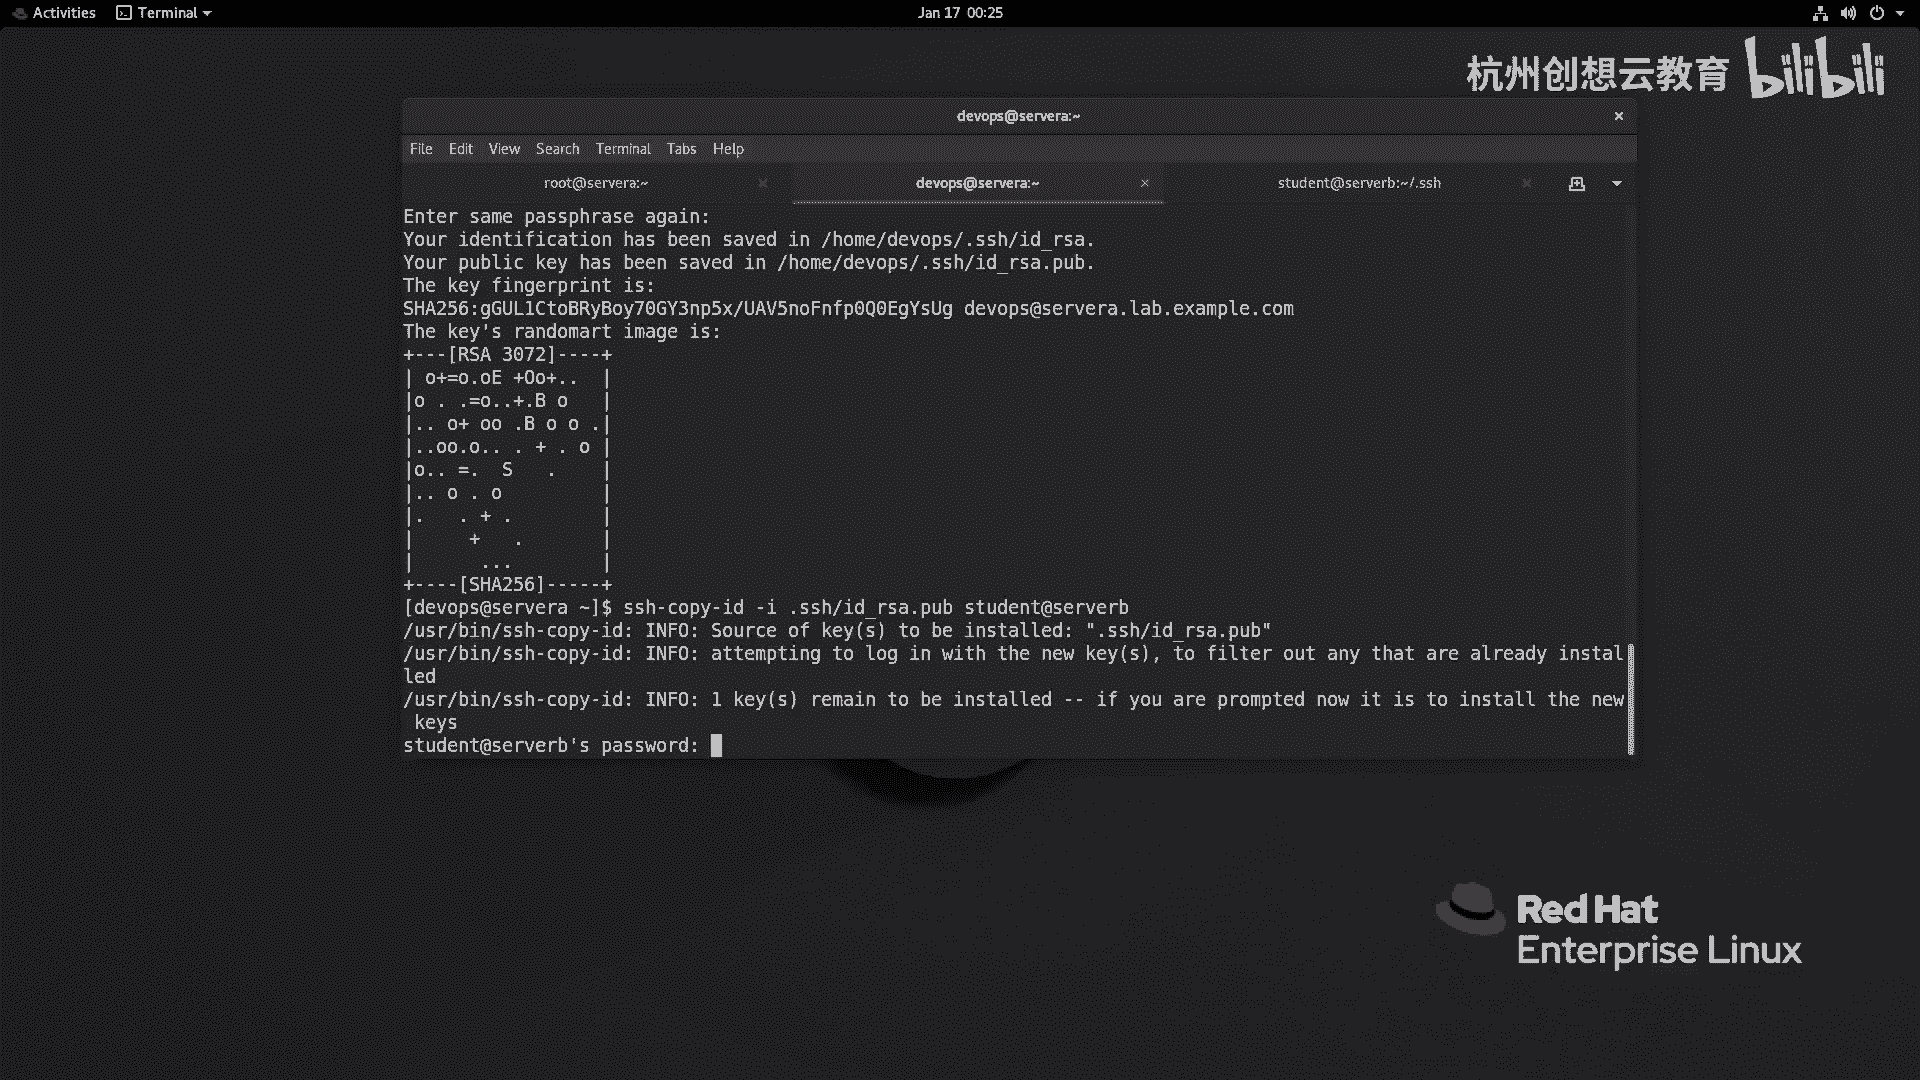 Activities
Terminal
Jan 17 00:25
杭州创想云教育 bilibili
devops@servera:~
File Edit View Search Terminal Tabs Help
root@servera:~
devops@servera:~
student@serverb:~/.ssh
Enter same passphrase again:
Your identification has been saved in /home/devops/.ssh/id_rsa.
Your public key has been saved in /home/devops/.ssh/id_rsa.pub.
The key fingerprint is:
SHA256:gGUL1CtoBRyBoy70GY3np5x/UAV5noFnfp0Q0EgYsUg devops@servera.lab.example.com
The key's randomart image is:
+---[RSA 3072]----+
| o+=o.oE +Oo+..  |
|o . .=o..+.B o   |
|.. o+ oo .B o o .|
|..oo.o.. . + . o |
|o.. =.  S   .    |
|.. o . o         |
|.   . + .        |
|     +   .       |
|      ...        |
+----[SHA256]-----+
[devops@servera ~]$ ssh-copy-id -i .ssh/id_rsa.pub student@serverb
/usr/bin/ssh-copy-id: INFO: Source of key(s) to be installed: ".ssh/id_rsa.pub"
/usr/bin/ssh-copy-id: INFO: attempting to log in with the new key(s), to filter out any that are already instal
led
/usr/bin/ssh-copy-id: INFO: 1 key(s) remain to be installed -- if you are prompted now it is to install the new
 keys
student@serverb's password:
Red Hat
Enterprise Linux